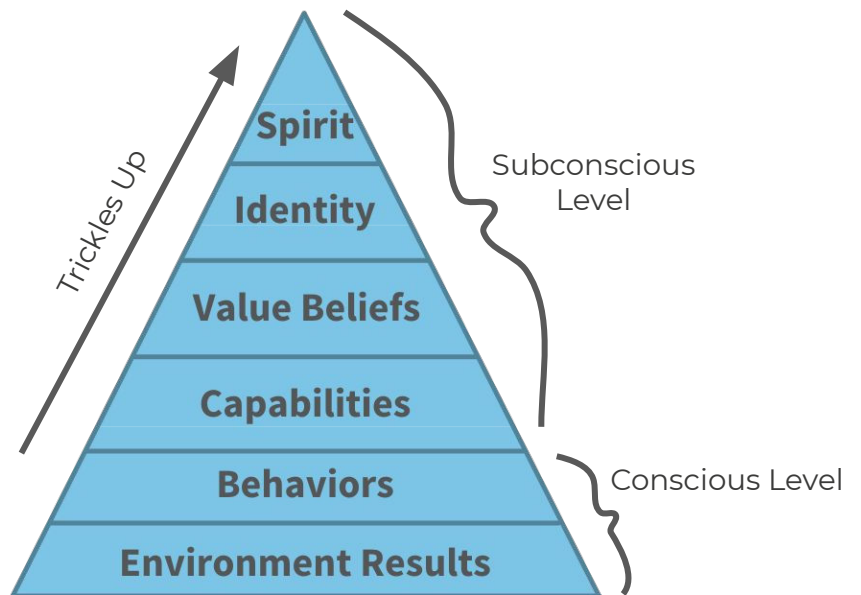 Spirit
Subconscious
Level
Trickles Up
Identity
Value Beliefs
Capabilities
Behaviors
Conscious Level
Environment Results